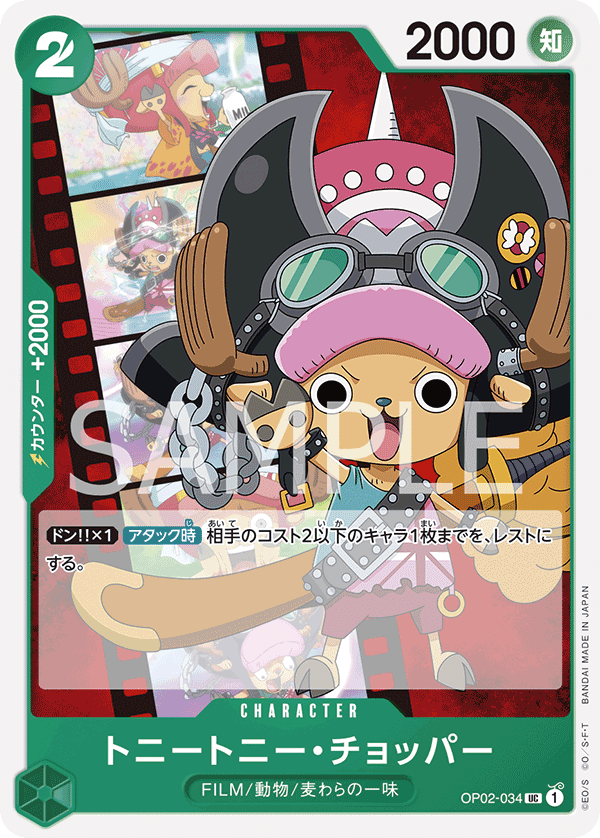 2
2000 知
カウンター +2000
SAMPLE
ドン!!×1 アタック時 相手のコスト2以下のキャラ1枚までを、レストに
する。
CHARACTER
トニートニー・チョッパー
FILM/動物/麦わらの一味
OP02-034 UC 1
©E.O/S ©O./S・F・T BANDAI MADE IN JAPAN